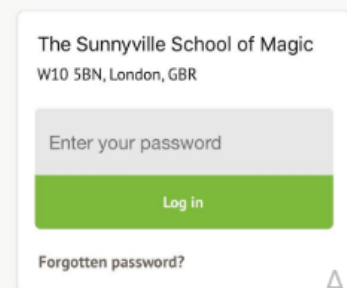 The Sunnyville School of Magic
W10 5BN, London, GBR
Enter your password
Log in
Forgotten password?
A